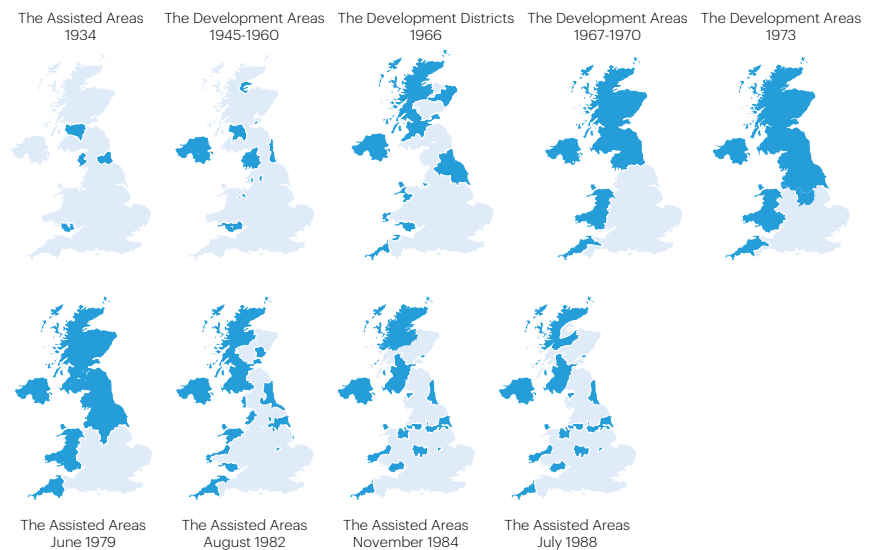 The Assisted Areas
1934
The Development Areas
1945-1960
The Development Districts
1966
The Development Areas
1967-1970
The Development Areas
1973
The Assisted Areas
June 1979
The Assisted Areas
August 1982
The Assisted Areas
November 1984
The Assisted Areas
July 1988